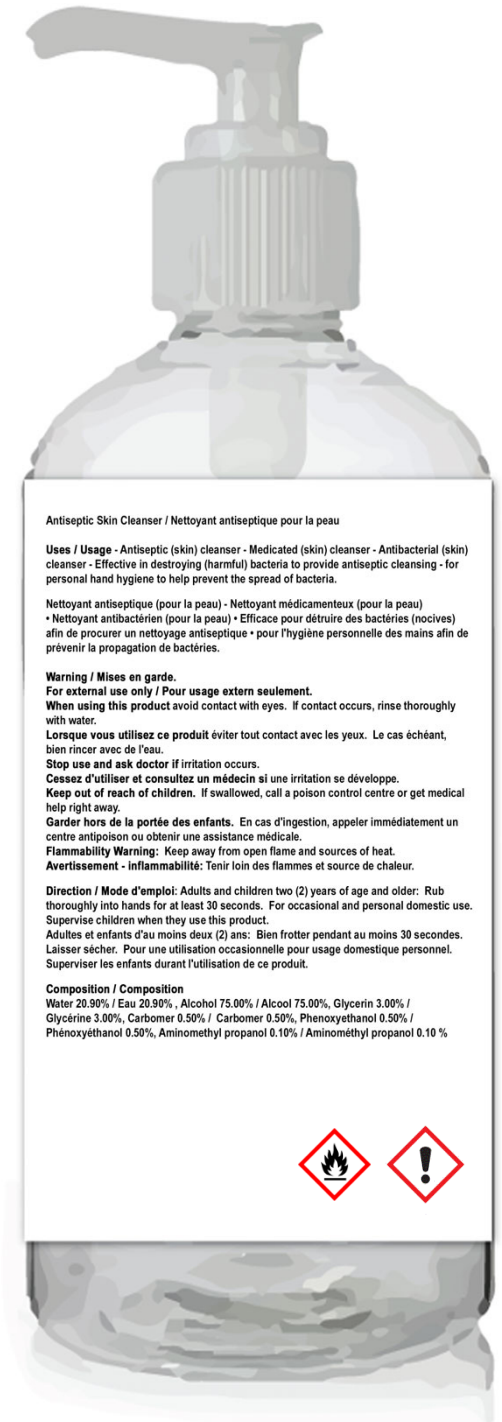 Antiseptic Skin Cleanser / Nettoyant antiseptique pour la peau
Uses / Usage - Antiseptic (skin) cleanser - Medicated (skin) cleanser - Antibacterial (skin)
cleanser - Effective in destroying (harmful) bacteria to provide antiseptic cleansing - for
personal hand hygiene to help prevent the spread of bacteria.
Nettoyant antiseptique (pour la peau) - Nettoyant médicamenteux (pour la peau)
• Nettoyant antibactérien (pour la peau) • Efficace pour détruire des bactéries (nocives)
afin de procurer un nettoyage antiseptique • pour l'hygiène personnelle des mains afin de
prévenir la propagation de bactéries.
Warning / Mises en garde.
For external use only / Pour usage extern seulement.
When using this product avoid contact with eyes. If contact occurs, rinse thoroughly
with water.
Lorsque vous utilisez ce produit éviter tout contact avec les yeux. Le cas échéant,
bien rincer avec de l'eau.
Stop use and ask doctor if irritation occurs.
Cessez d'utiliser et consultez un médecin si une irritation se développe.
Keep out of reach of children. If swallowed, call a poison control centre or get medical
help right away.
Garder hors de la portée des enfants. En cas d'ingestion, appeler immédiatement un
centre antipoison ou obtenir une assistance médicale.
Flammability Warning: Keep away from open flame and sources of heat.
Avertissement - inflammabilité: Tenir loin des flammes et source de chaleur.
Direction / Mode d'emploi: Adults and children two (2) years of age and older: Rub
thoroughly into hands for at least 30 seconds. For occasional and personal domestic use.
Supervise children when they use this product.
Adultes et enfants d'au moins deux (2) ans: Bien frotter pendant au moins 30 secondes.
Laisser sécher. Pour une utilisation occasionnelle pour usage domestique personnel.
Superviser les enfants durant l'utilisation de ce produit.
Composition / Composition
Water 20.90% / Eau 20.90% , Alcohol 75.00% / Alcool 75.00%, Glycerin 3.00% /
Glycérine 3.00%, Carbomer 0.50% / Carbomer 0.50%, Phenoxyethanol 0.50% /
Phénoxyéthanol 0.50%, Aminomethyl propanol 0.10% / Aminométhyl propanol 0.10 %